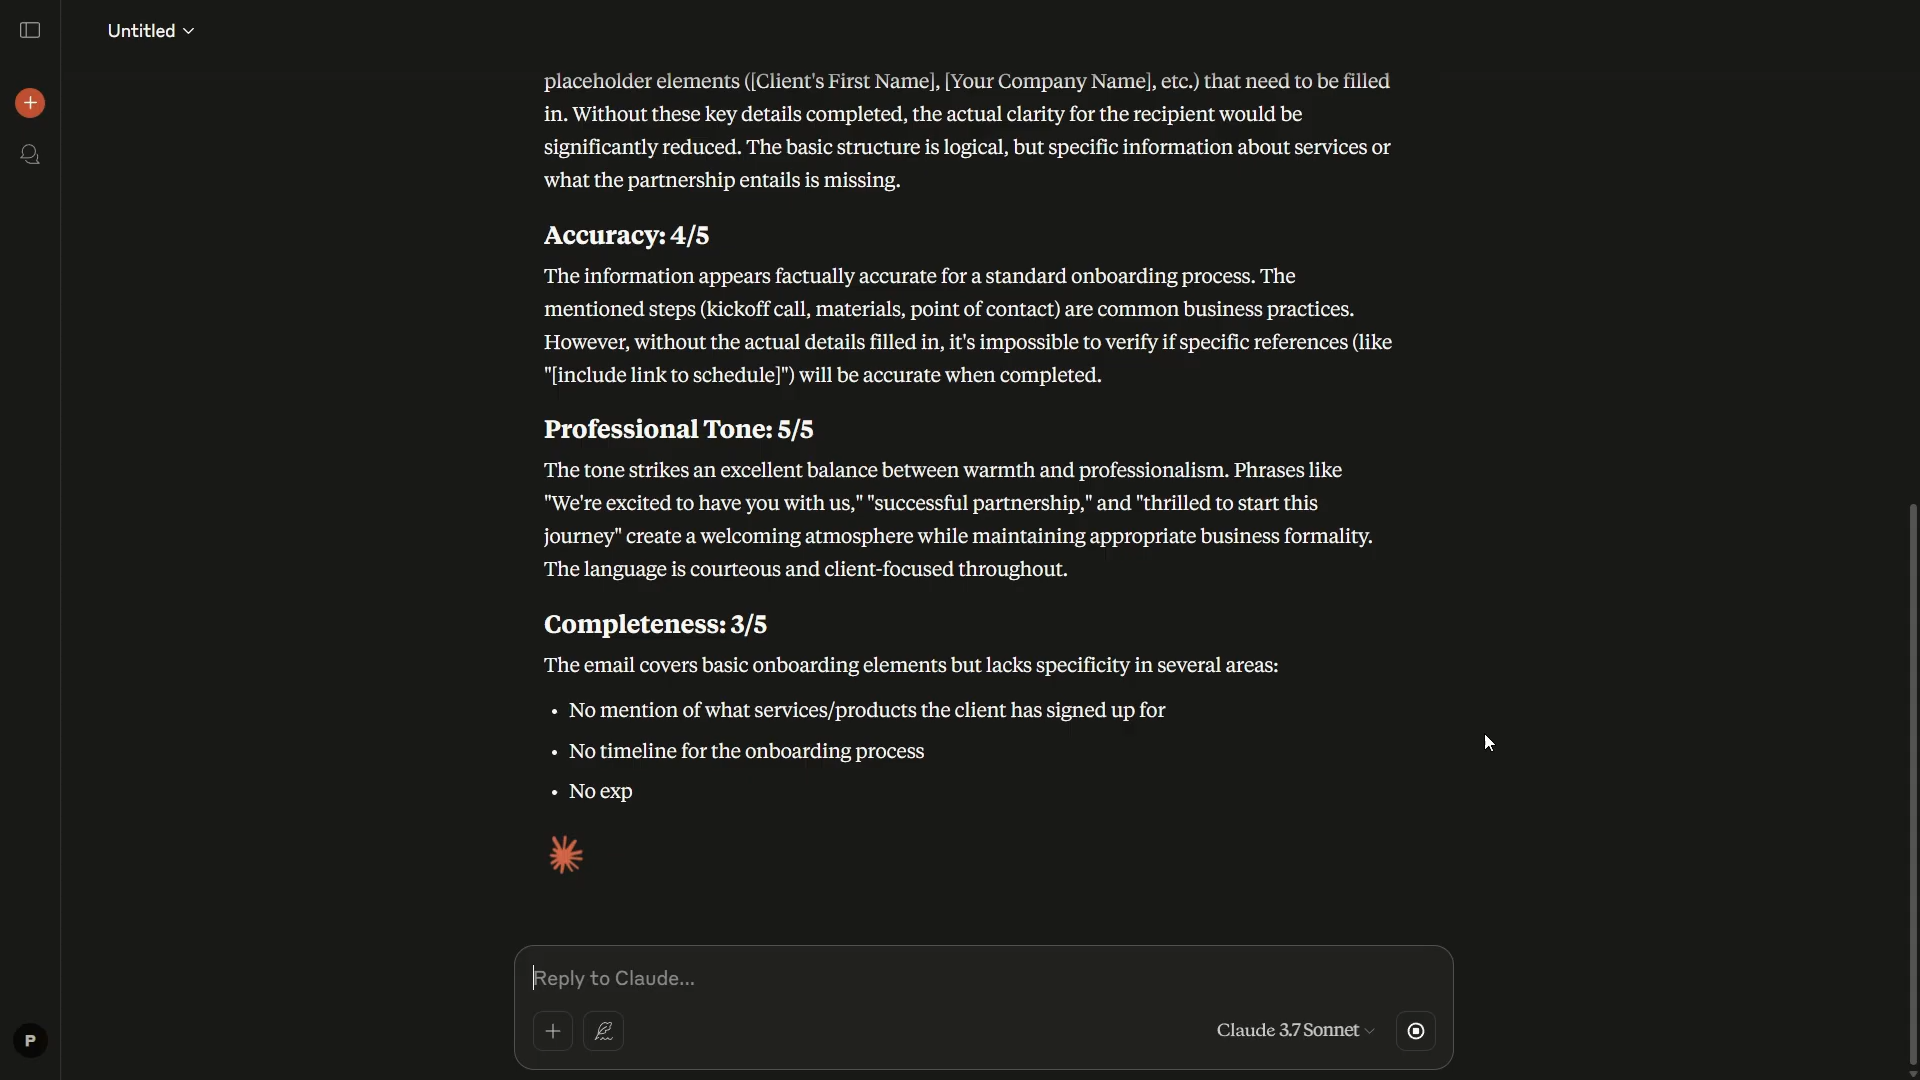 Untitled
placeholder elements ([Client's First Name], [Your Company Name], etc.) that need to be filled
in. Without these key details completed, the actual clarity for the recipient would be
significantly reduced. The basic structure is logical, but specific information about services or
what the partnership entails is missing.
Accuracy: 4/5
The information appears factually accurate for a standard onboarding process. The
mentioned steps (kickoff call, materials, point of contact) are common business practices.
However, without the actual details filled in, it's impossible to verify if specific references (like
"[include link to schedule]") will be accurate when completed.
Professional Tone: 5/5
The tone strikes an excellent balance between warmth and professionalism. Phrases like
"We're excited to have you with us," "successful partnership," and "thrilled to start this
journey" create a welcoming atmosphere while maintaining appropriate business formality.
The language is courteous and client-focused throughout.
Completeness: 3/5
The email covers basic onboarding elements but lacks specificity in several areas:
• No mention of what services/products the client has signed up for
• No timeline for the onboarding process
• No exp
Reply to Claude...
Claude 3.7 Sonnet
P